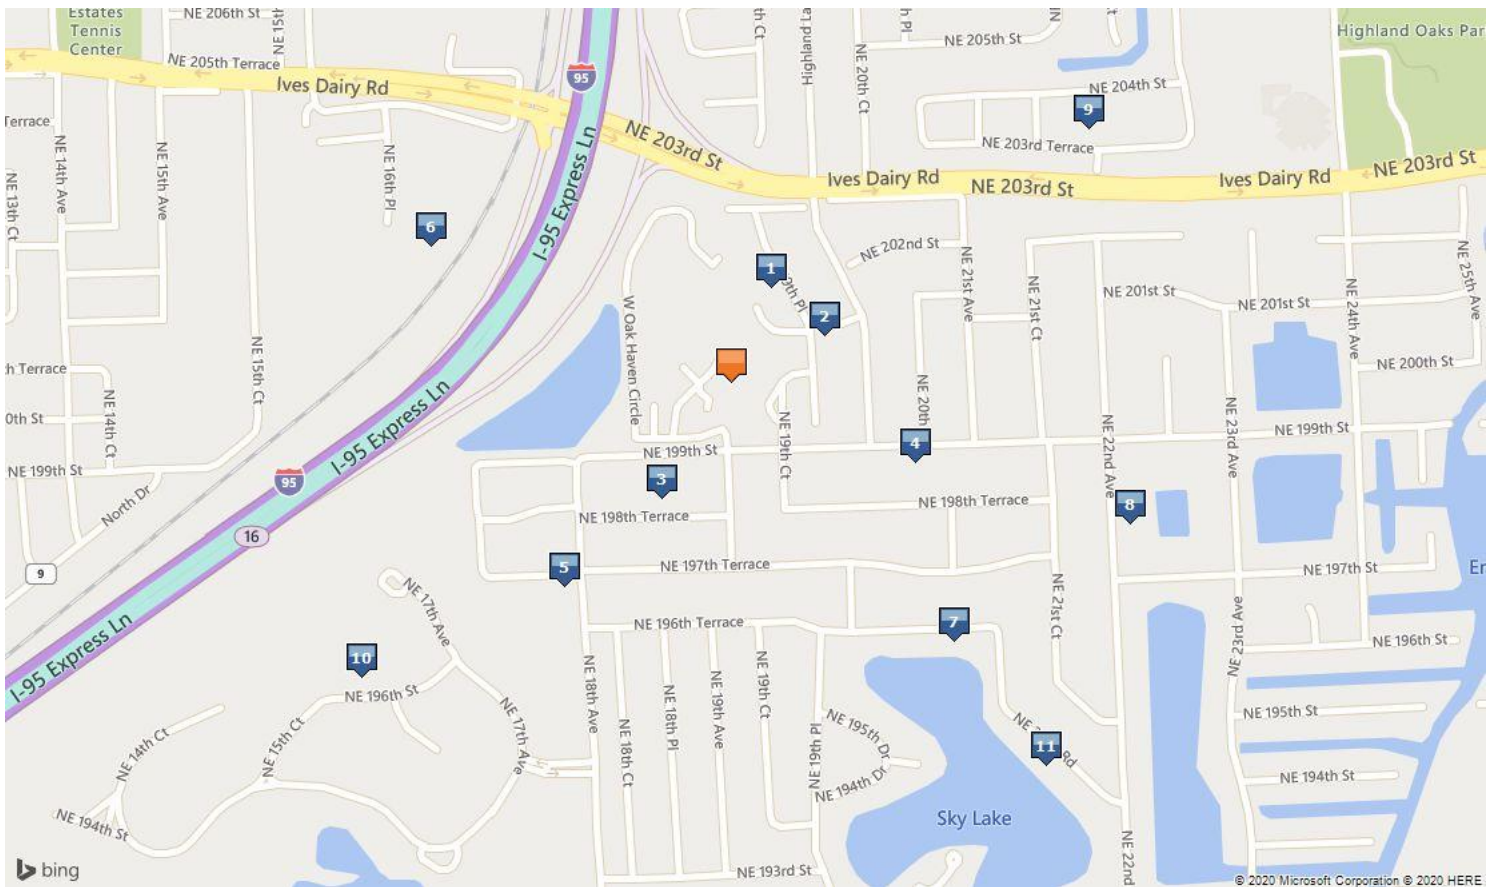 Estates
Tennis
Center
NE 206th St
NE 15th
NE 205th Terrace
Ives Dairy Rd
95
NE 203rd St
Highland La
NE 20th Ct
NE 205th St
Highland Oaks Par
NE 204th St
9
NE 203rd Terrace
Ives Dairy Rd
NE 203rd St
Ives Dairy Rd
NE 203rd St
Terrace
NE 14th Ave
NE 15th Ave
NE 13th Ct
NE 16th Pl
6
I-95 Express Ln
NE 202nd St
1
9th Pl
2
NE 21st Ave
NE 21st Ct
NE 201st St
NE 201st St
NE 24th Ave
NE 25th Ave
W Oak Haven Circle
NE 15th Ct
h Terrace
NE 200th St
0th St
NE 14th Ct
I-95 Express Ln
NE 20th
NE 19th Ct
NE 22nd Ave
NE 23rd Ave
NE 199th St
4
NE 199th St
NE 199th St
3
95
North Dr
NE 198th Terrace
NE 198th Terrace
8
16
9
5
NE 197th Terrace
NE 197th St
En
NE 17th Ave
NE 21st Ct
NE 23rd Ave
NE 196th Terrace
7
NE 196th St
10
NE 196th St
I-95 Express Ln
NE 18th Ave
NE 18th Ct
NE 18th Pl
NE 19th Ave
NE 19th Ct
NE 19th Pl
NE 195th Dr
NE 195th St
NE 17th Ave
NE 14th Ct
NE 15th Ct
11
Rd
NE 194th Dr
NE 194th St
NE 194th St
Sky Lake
NE 22nd
NE 193rd St
bing
© 2020 Microsoft Corporation © 2020 HERE